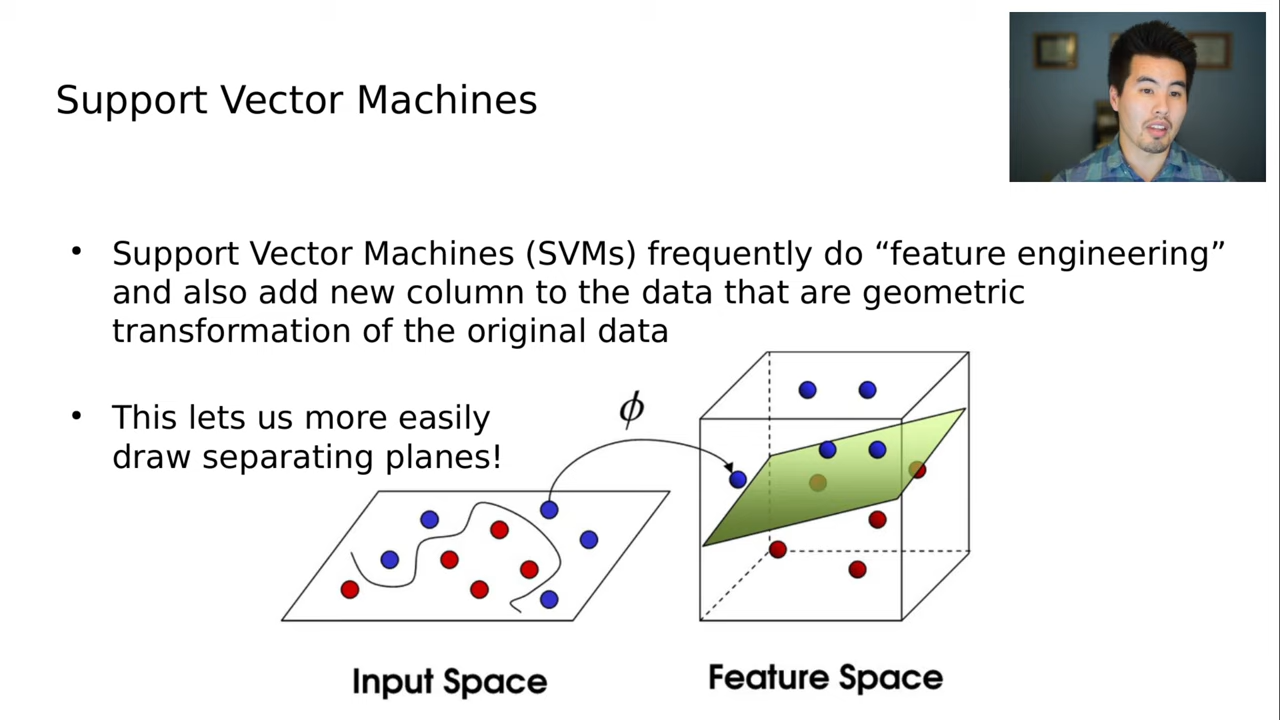 Support Vector Machines
• Support Vector Machines (SVMs) frequently do “feature engineering”
and also add new column to the data that are geometric
transformation of the original data
• This lets us more easily
draw separating planes!
ϕ
Input Space
Feature Space